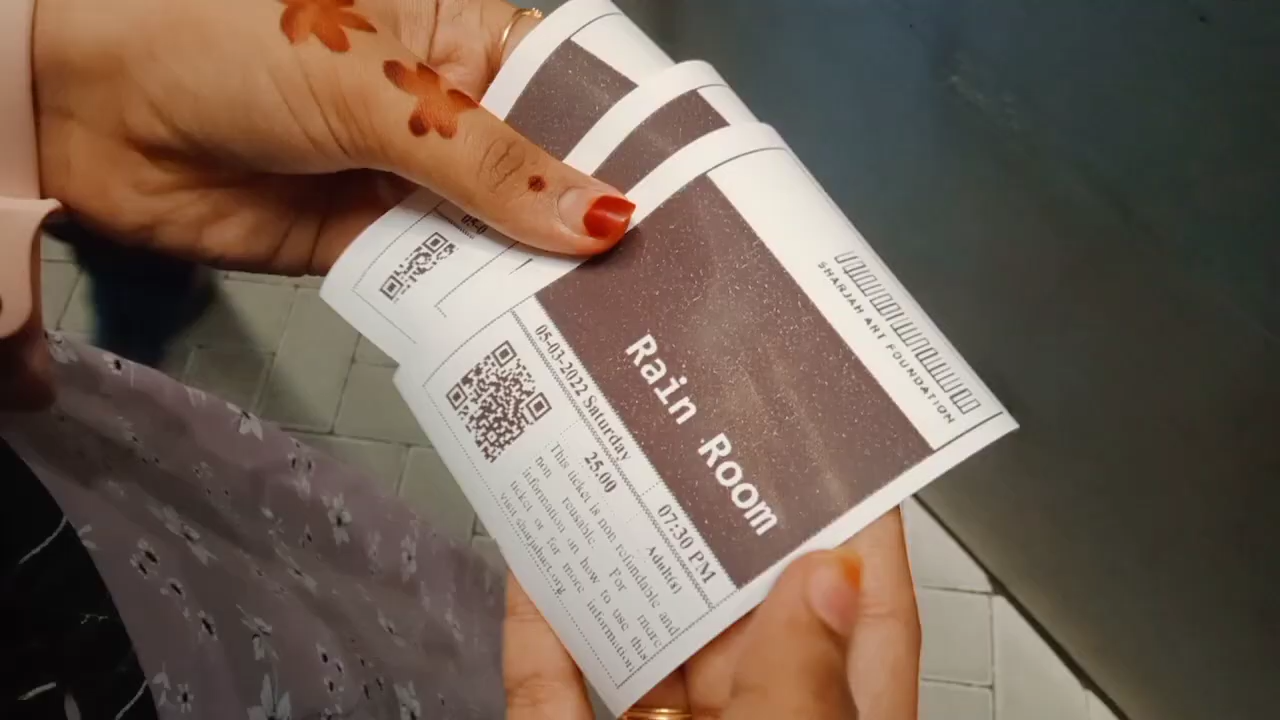 SHARJAH ART FOUNDATION
Rain Room
05-03-2022 Saturday 07:30 PM
25.00 Adult(s)
This ticket is non refundable and
non reusable. For more
information on how to use this
ticket or for more information
visit sharjahart.org
05-0